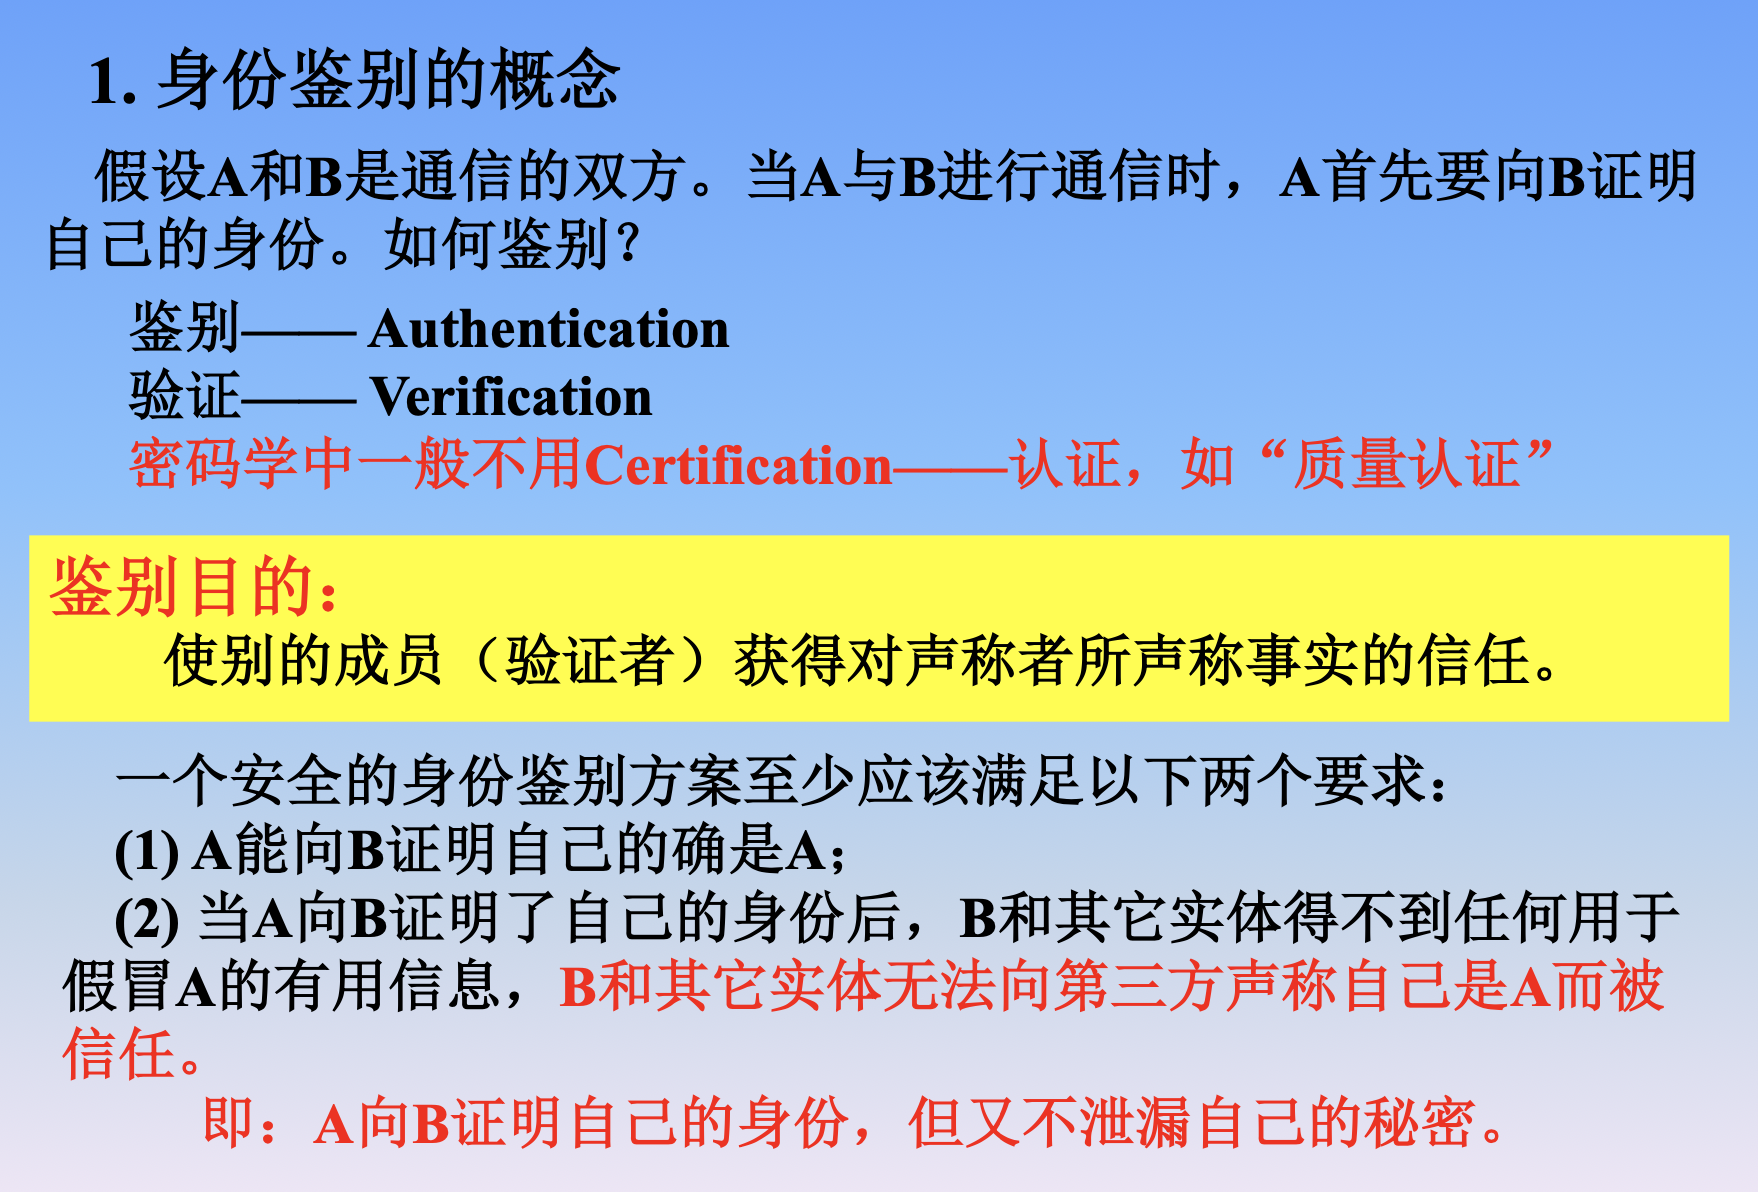 1. 身份鉴别的概念
假设A和B是通信的双方。当A与B进行通信时，A首先要向B证明
自己的身份。如何鉴别？
鉴别—— Authentication
验证—— Verification
密码学中一般不用Certification——认证，如“质量认证”
鉴别目的：
使别的成员（验证者）获得对声称者所声称事实的信任。
一个安全的身份鉴别方案至少应该满足以下两个要求：
(1) A能向B证明自己的确是A；
(2) 当A向B证明了自己的身份后，B和其它实体得不到任何用于
假冒A的有用信息，B和其它实体无法向第三方声称自己是A而被
信任。
即：A向B证明自己的身份，但又不泄漏自己的秘密。